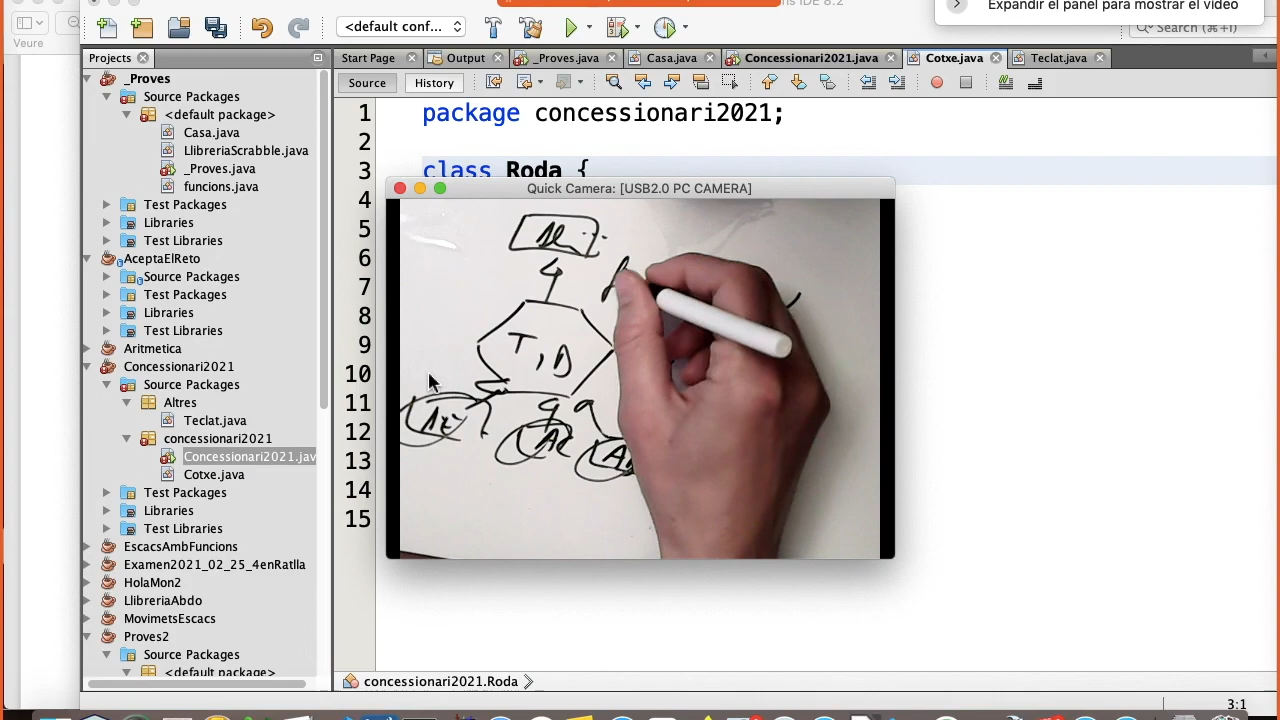 ns IDE 8.2
Expandir el panel para mostrar el vídeo
Veure
<default conf...
Search (⌘+I)
Projects
Start Page
Output
_Proves.java
Casa.java
Concessionari2021.java
Cotxe.java
Teclat.java
Source
History
_Proves
Source Packages
<default package>
Casa.java
LlibreriaScrabble.java
_Proves.java
funcions.java
Test Packages
Libraries
Test Libraries
AceptaElReto
Source Packages
Test Packages
Libraries
Test Libraries
Aritmetica
Concessionari2021
Source Packages
Altres
Teclat.java
concessionari2021
Concessionari2021.jav
Cotxe.java
Test Packages
Libraries
Test Libraries
EscacsAmbFuncions
Examen2021_02_25_4enRatlla
HolaMon2
LlibreriaAbdo
MovimetsEscacs
Proves2
Source Packages
<default package>
1 package concessionari2021;
2
3 class Roda {
4
5
6
7
8
9
10
11
12
13
14
15
Quick Camera: [USB2.0 PC CAMERA]
concessionari2021.Roda
3:1